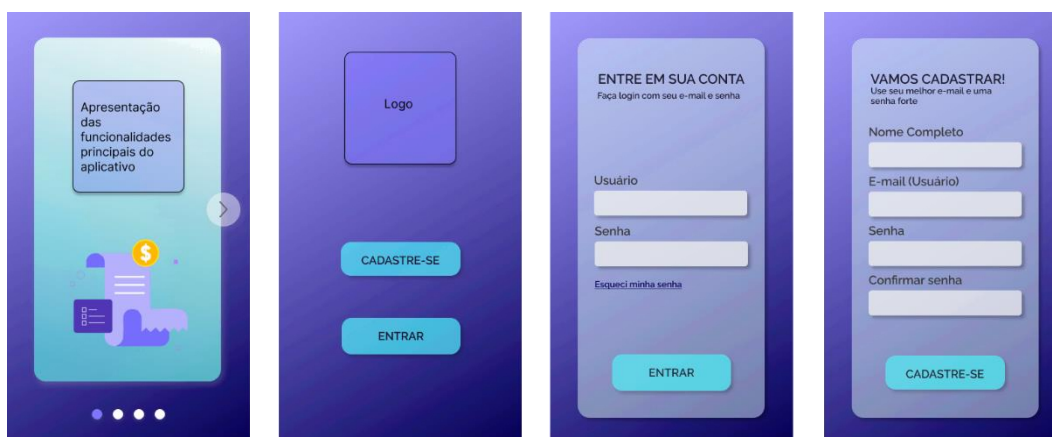 Apresentação
das
funcionalidades
principais do
aplicativo
$
Logo
CADASTRE-SE
ENTRAR
ENTRE EM SUA CONTA
Faça login com seu e-mail e senha
Usuário
Senha
Esqueci minha senha
ENTRAR
VAMOS CADASTRAR!
Use seu melhor e-mail e uma
senha forte
Nome Completo
E-mail (Usuário)
Senha
Confirmar senha
CADASTRE-SE